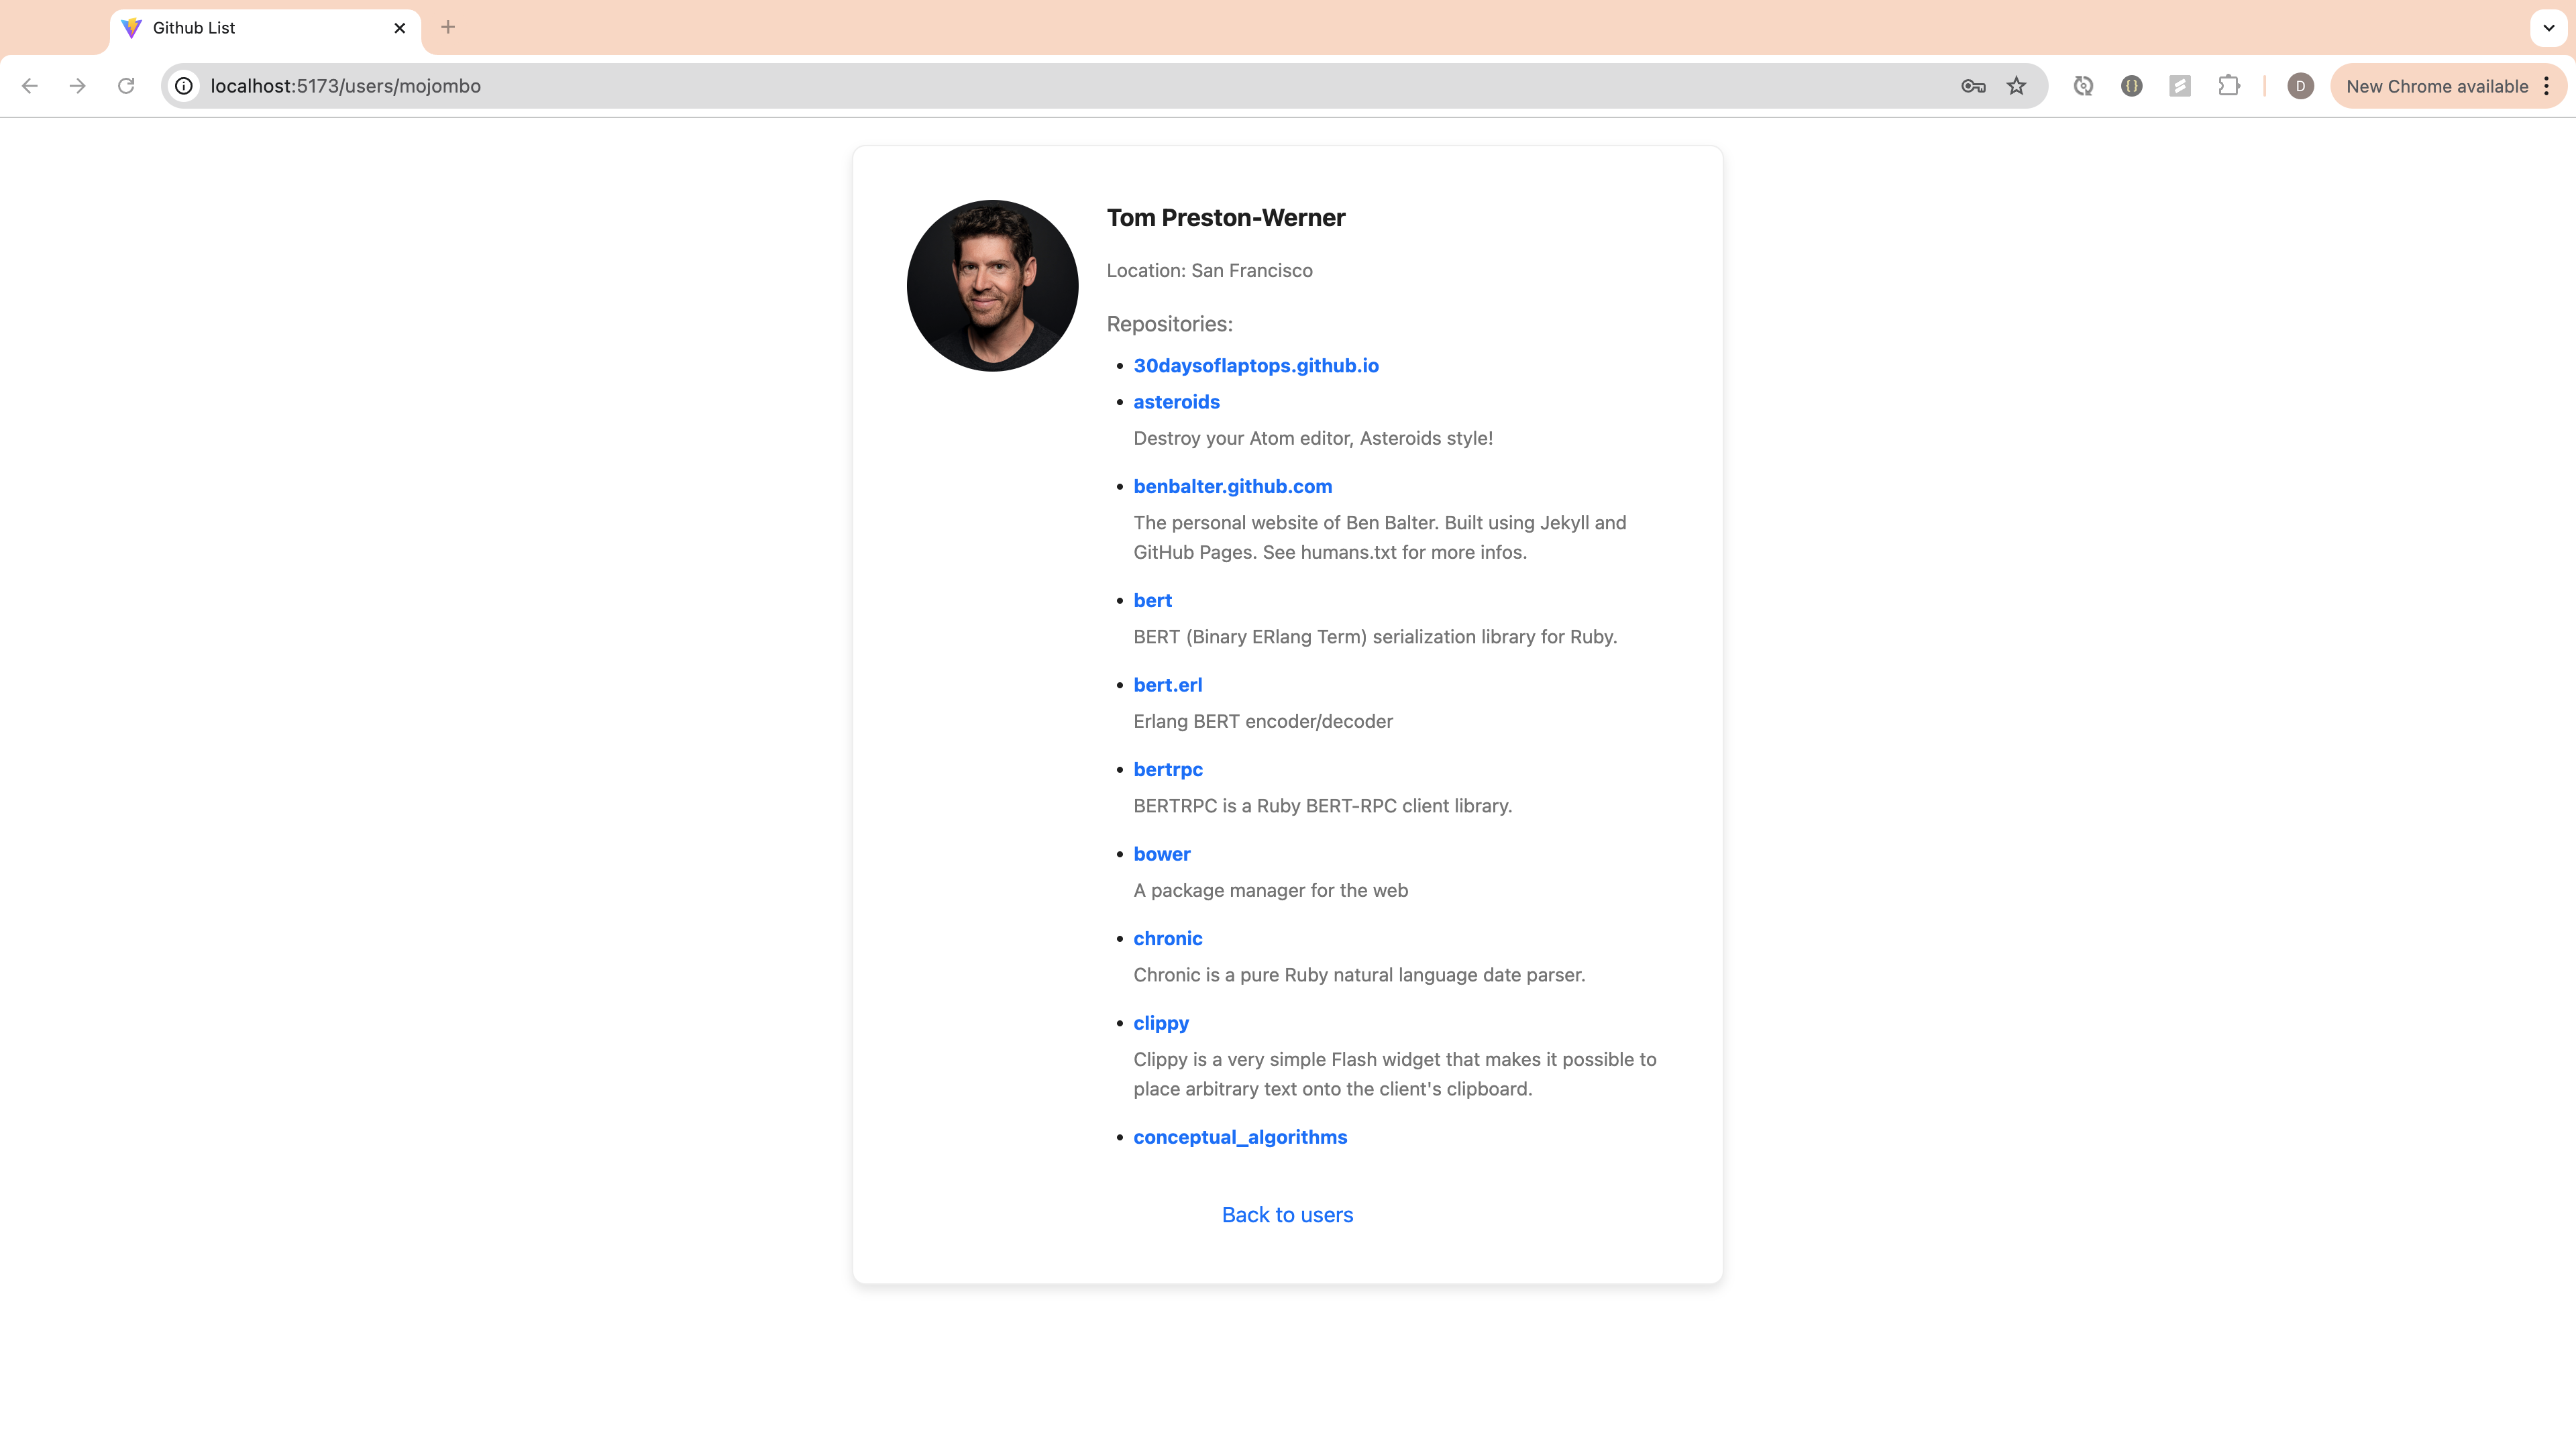 Github List
localhost:5173/users/mojombo
D
New Chrome available
Tom Preston-Werner
Location: San Francisco
Repositories:
• 30daysoflaptops.github.io
• asteroids
Destroy your Atom editor, Asteroids style!
• benbalter.github.com
The personal website of Ben Balter. Built using Jekyll and
GitHub Pages. See humans.txt for more infos.
• bert
BERT (Binary ERlang Term) serialization library for Ruby.
• bert.erl
Erlang BERT encoder/decoder
• bertrpc
BERTRPC is a Ruby BERT-RPC client library.
• bower
A package manager for the web
• chronic
Chronic is a pure Ruby natural language date parser.
• clippy
Clippy is a very simple Flash widget that makes it possible to
place arbitrary text onto the client's clipboard.
• conceptual_algorithms
Back to users